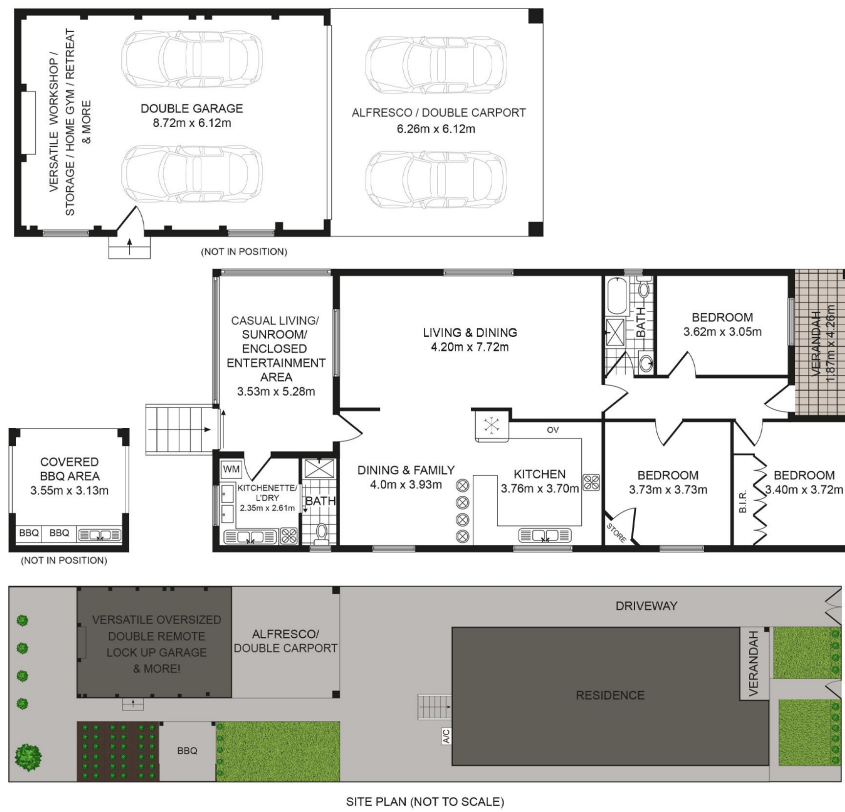 VERSATILE WORKSHOP /
STORAGE / HOME GYM / RETREAT
& MORE
DOUBLE GARAGE
8.72m x 6.12m
ALFRESCO / DOUBLE CARPORT
6.26m x 6.12m
(NOT IN POSITION)
CASUAL LIVING/
SUNROOM/
ENCLOSED
ENTERTAINMENT
AREA
3.53m x 5.28m
LIVING & DINING
4.20m x 7.72m
BATH
BEDROOM
3.62m x 3.05m
VERANDAH
1.87m x 4.26m
COVERED
BBQ AREA
3.55m x 3.13m
BBQ
BBQ
(NOT IN POSITION)
WM
KITCHENETTE/
L'DRY
2.35m x 2.61m
BATH
DINING & FAMILY
4.0m x 3.93m
OV
KITCHEN
3.76m x 3.70m
BEDROOM
3.73m x 3.73m
STORE
B.I.R.
BEDROOM
3.40m x 3.72m
VERSATILE OVERSIZED
DOUBLE REMOTE
LOCK UP GARAGE
& MORE!
ALFRESCO/
DOUBLE CARPORT
DRIVEWAY
VERANDAH
RESIDENCE
A/C
BBQ
SITE PLAN (NOT TO SCALE)